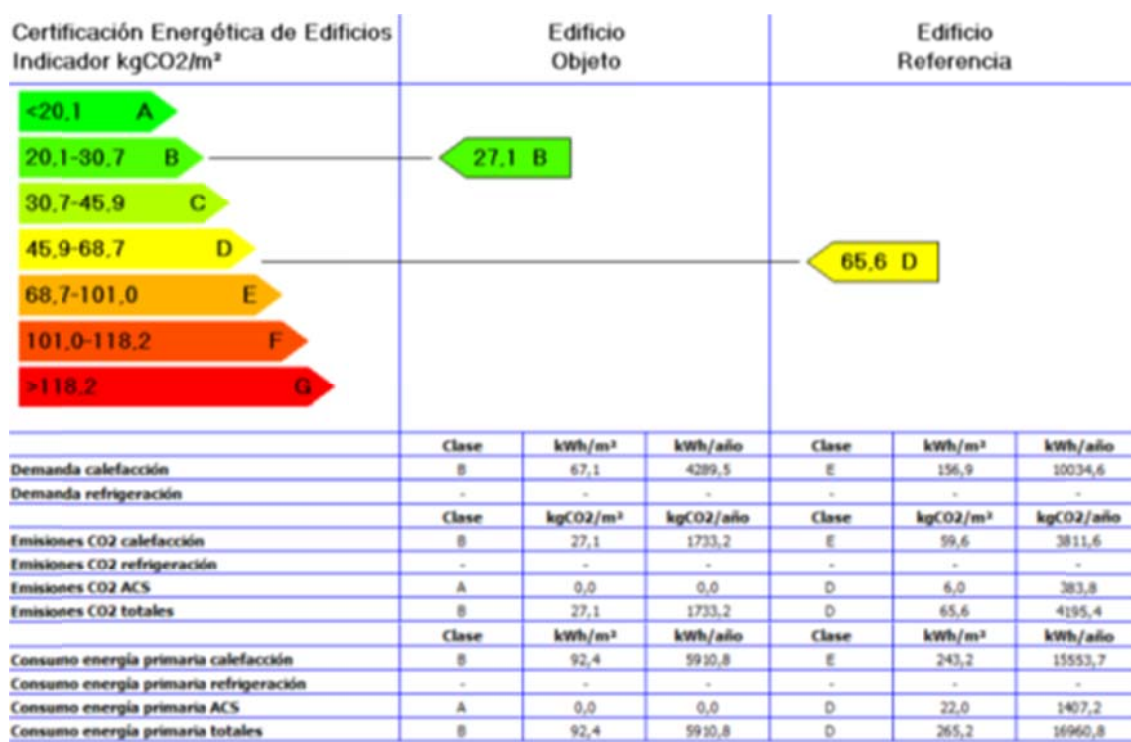 Certificación Energética de Edificios
Indicador kgCO2/m²
Edificio
Objeto
Edificio
Referencia
<20,1 A
20,1-30,7 B
27,1 B
30,7-45,9 C
45,9-68,7 D
65,6 D
68,7-101,0 E
101,0-118,2 F
>118,2 G
Clase kWh/m² kWh/año Clase kWh/m² kWh/año
Demanda calefacción B 67,1 4289,5 E 156,9 10034,6
Demanda refrigeración - - - - - -
Clase kgCO2/m² kgCO2/año Clase kgCO2/m² kgCO2/año
Emisiones CO2 calefacción B 27,1 1733,2 E 59,6 3811,6
Emisiones CO2 refrigeración - - - - - -
Emisiones CO2 ACS A 0,0 0,0 D 6,0 383,8
Emisiones CO2 totales B 27,1 1733,2 D 65,6 4195,4
Clase kWh/m² kWh/año Clase kWh/m² kWh/año
Consumo energía primaria calefacción B 92,4 5910,8 E 243,2 15553,7
Consumo energía primaria refrigeración - - - - - -
Consumo energía primaria ACS A 0,0 0,0 D 22,0 1407,2
Consumo energía primaria totales B 92,4 5910,8 D 265,2 16960,8